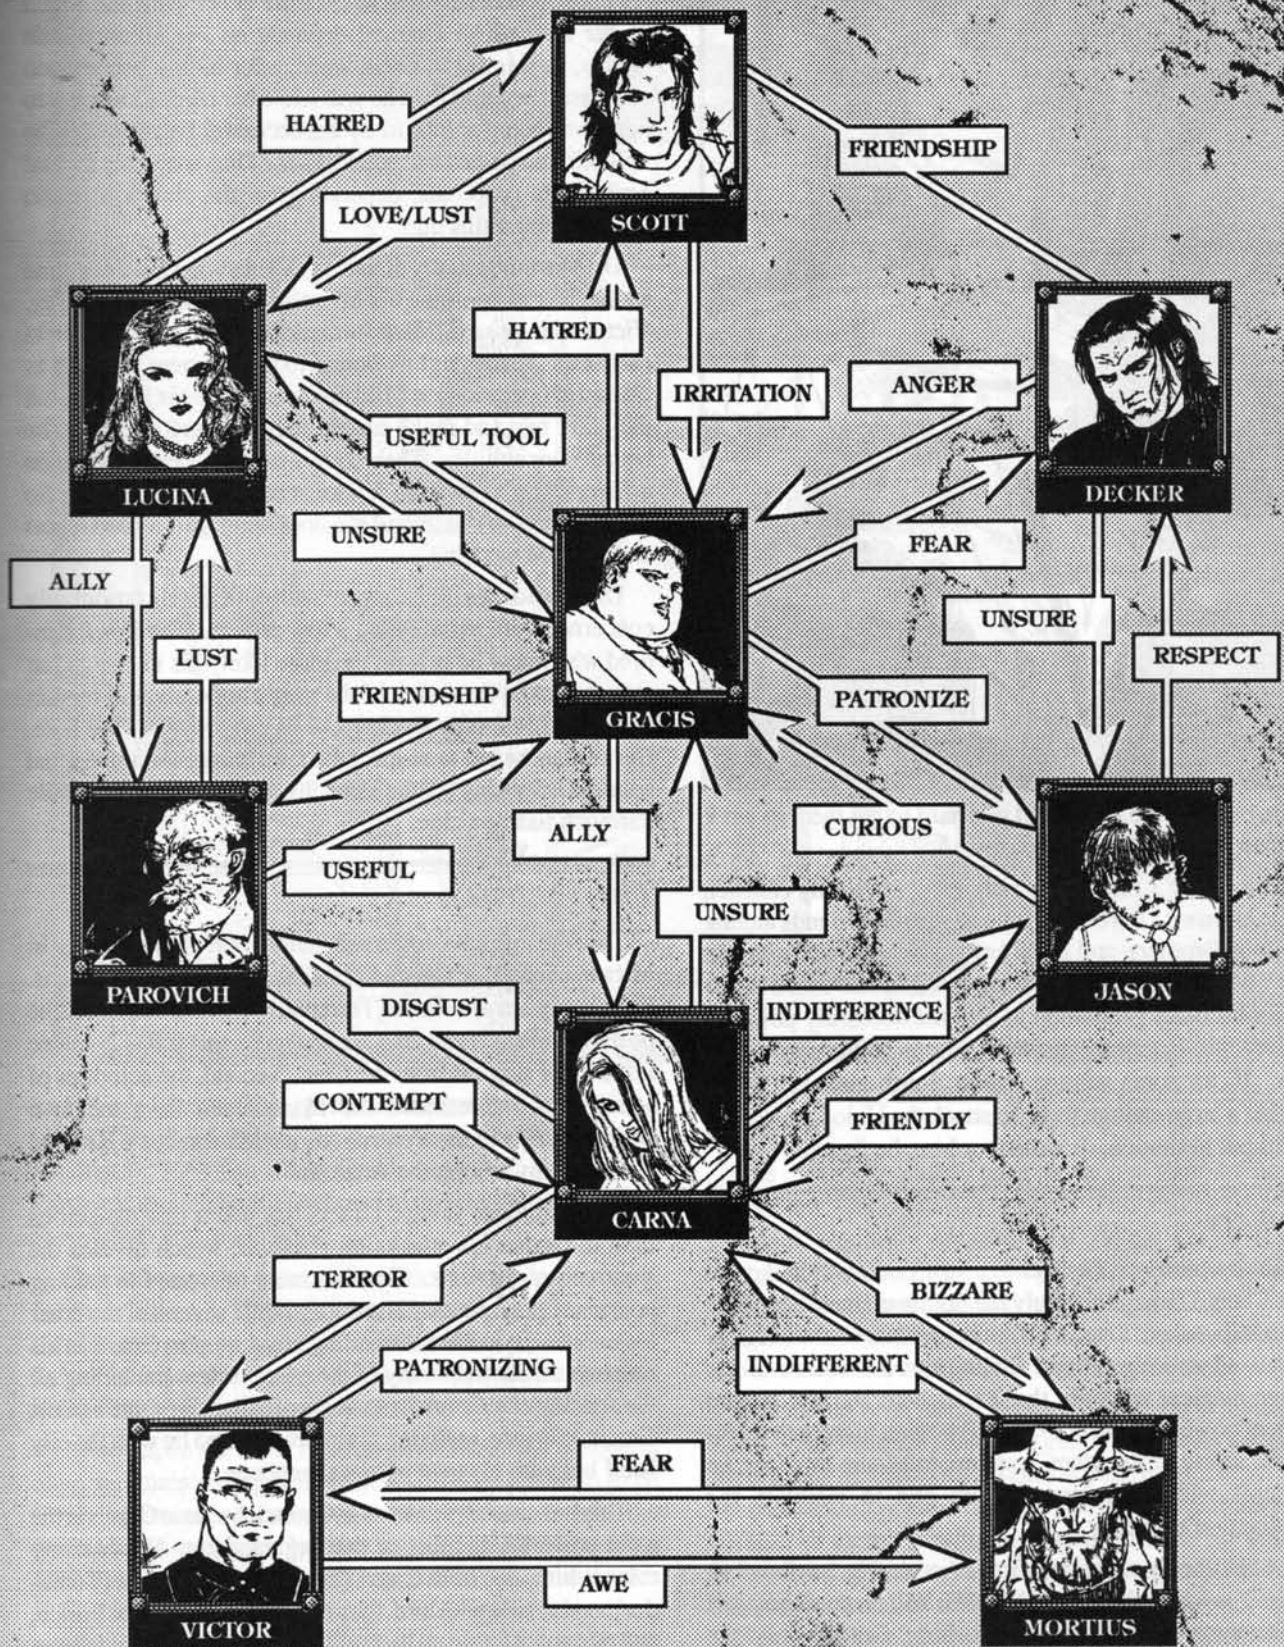 HATRED
FRIENDSHIP
LOVE/LUST
SCOTT
HATRED
IRRITATION
ANGER
USEFUL TOOL
LUCINA
DECKER
UNSURE
FEAR
ALLY
UNSURE
LUST
RESPECT
FRIENDSHIP
GRACIS
PATRONIZE
ALLY
CURIOUS
USEFUL
UNSURE
PAROVICH
JASON
DISGUST
INDIFFERENCE
CONTEMPT
FRIENDLY
CARNA
TERROR
BIZZARE
PATRONIZING
INDIFFERENT
FEAR
AWE
VICTOR
MORTIUS